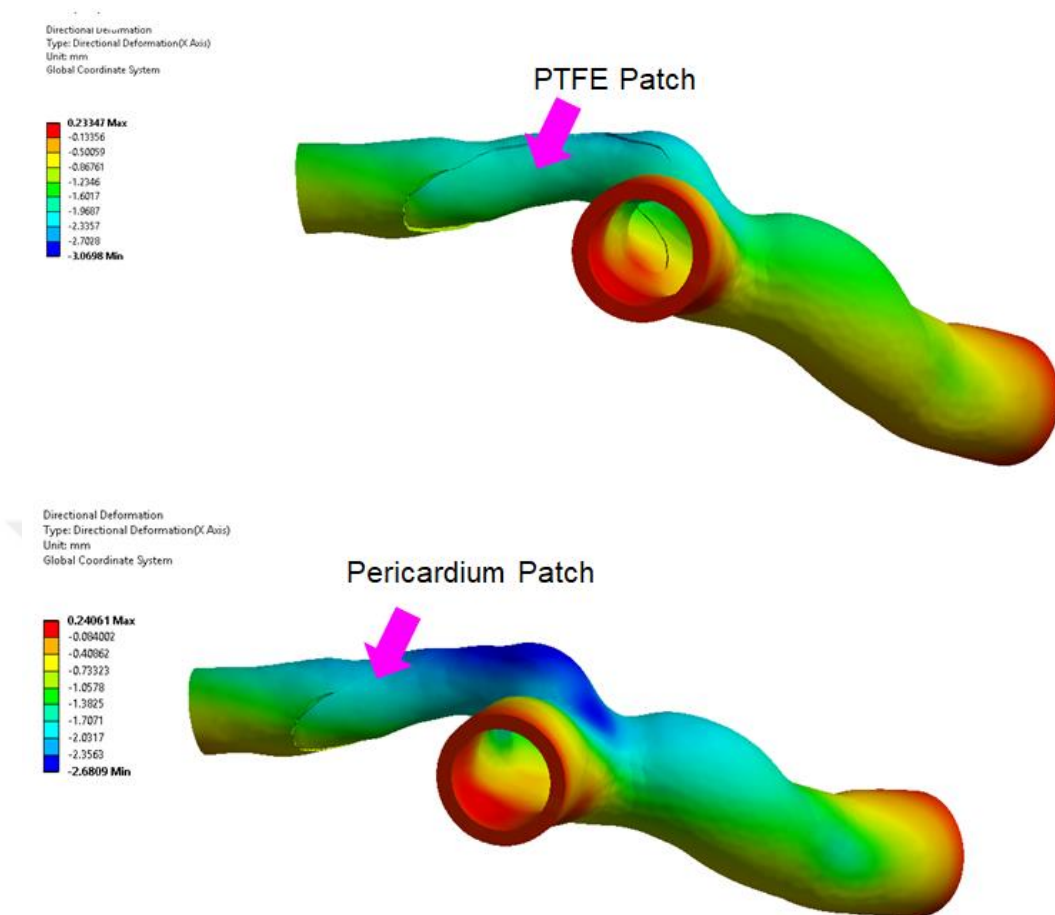 Directional Deformation
Type: Directional Deformation(X Axis)
Unit: mm
Global Coordinate System
PTFE Patch
0.23347 Max
-0.13356
-0.50059
-0.86761
-1.2346
-1.6017
-1.9687
-2.3357
-2.7028
-3.0698 Min
Directional Deformation
Type: Directional Deformation(X Axis)
Unit: mm
Global Coordinate System
Pericardium Patch
0.24061 Max
-0.084002
-0.40862
-0.73323
-1.0578
-1.3825
-1.7071
-2.0317
-2.3563
-2.6809 Min